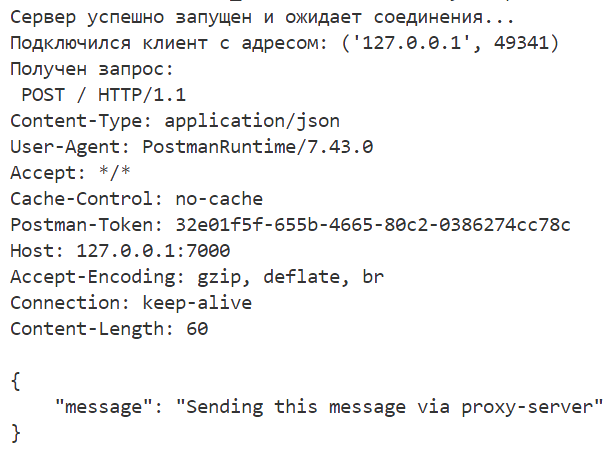 Сервер успешно запущен и ожидает соединения...
Подключился клиент с адресом: ('127.0.0.1', 49341)
Получен запрос:
 POST / HTTP/1.1
Content-Type: application/json
User-Agent: PostmanRuntime/7.43.0
Accept: */*
Cache-Control: no-cache
Postman-Token: 32e01f5f-655b-4665-80c2-0386274cc78c
Host: 127.0.0.1:7000
Accept-Encoding: gzip, deflate, br
Connection: keep-alive
Content-Length: 60

{
    "message": "Sending this message via proxy-server"
}